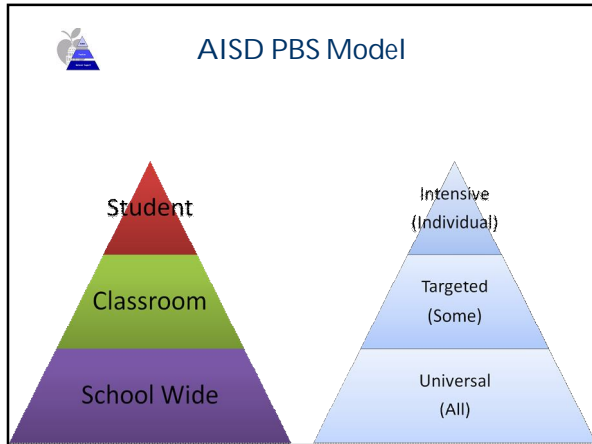 AISD PBS Model
Student
Classroom
School Wide
Intensive
(Individual)
Targeted
(Some)
Universal
(All)